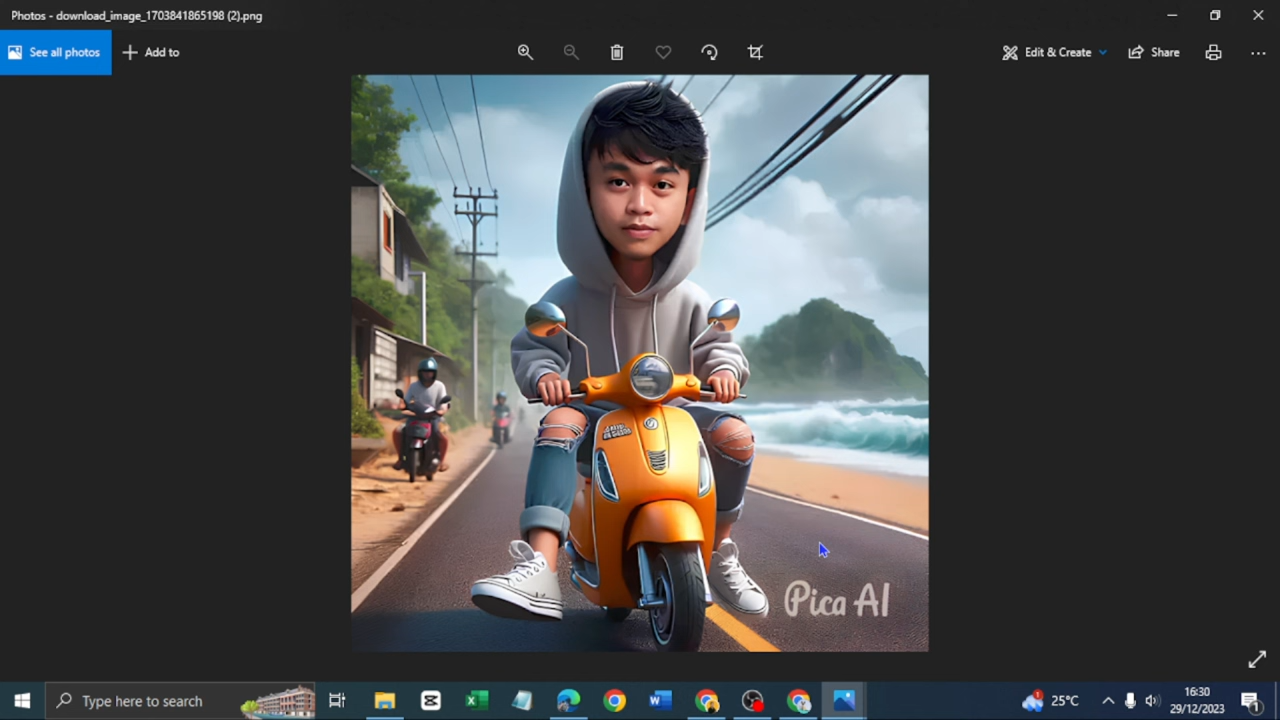 Photos - download_image_1703841865198 (2).png
See all photos
Add to
Edit & Create
Share
Pica AI
Type here to search
25°C
16:30
29/12/2023